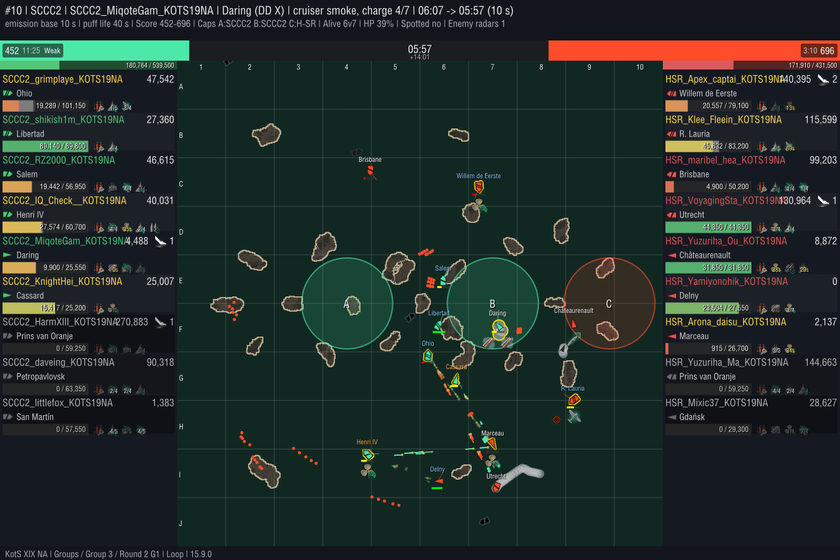 #10 | SCCC2 | SCCC2_MiqoteGam_KOTS19NA | Daring (DD X) | cruiser smoke, charge 4/7 | 06:07 -> 05:57 (10 s)
emission base 10 s | puff life 40 s | Score 452-696 | Caps A:SCCC2 B:SCCC2 C:H-SR | Alive 6v7 | HP 39% | Spotted no | Enemy radars 1
452 11:25 Weak
05:57
+14:01
3:10 696
180,764 / 539,500
171,910 / 431,500
1 2 3 4 5 6 7 8 9 10
A
B
C
D
E
F
G
H
I
J
SCCC2_grimplaye_KOTS19NA 47,542
Ohio
19,289 / 101,150
SCCC2_shikish1m_KOTS19NA 27,360
Libertad
SCCC2_RZ2000_KOTS19NA 46,615
Salem
19,442 / 56,950
SCCC2_IQ_Check__KOTS19NA 40,031
Henri IV
27,574 / 60,700
SCCC2_MiqoteGam_KOTS19NA 4,488 1
Daring
9,900 / 25,550
SCCC2_KnightHei_KOTS19NA 25,007
Cassard
SCCC2_HarmXIII_KOTS19NA 270,883 1
Prins van Oranje
0 / 59,250
SCCC2_daveing_KOTS19NA 90,318
Petropavlovsk
0 / 63,350
SCCC2_littlefox_KOTS19NA 1,383
San Martín
0 / 57,550
Brisbane
Willem de Eerste
Salem
A
B
C
Daring
Châteaurenault
Libertad
Ohio
Cassard
R. Lauria
Marceau
Henri IV
Delny
Utrecht
HSR_Apex_captai_KOTS19NA 140,395 2
Willem de Eerste
20,557 / 79,100
HSR_Klee_Fleein_KOTS19NA 115,599
R. Lauria
HSR_maribel_hea_KOTS19NA 99,203
Brisbane
4,900 / 50,200
HSR_VoyagingSta_KOTS19NA 130,964 1
Utrecht
HSR_Yuzuriha_Ou_KOTS19NA 8,872
Châteaurenault
HSR_Yamiyonohik_KOTS19NA 0
Delny
HSR_Arona_daisu_KOTS19NA 2,137
Marceau
915 / 26,700
HSR_Yuzuriha_Ma_KOTS19NA 144,663
Prins van Oranje
0 / 59,250
HSR_Mixic37_KOTS19NA 28,627
Gdańsk
0 / 29,300
KotS XIX NA | Groups / Group 3 / Round 2 G1 | Loop | 15.9.0